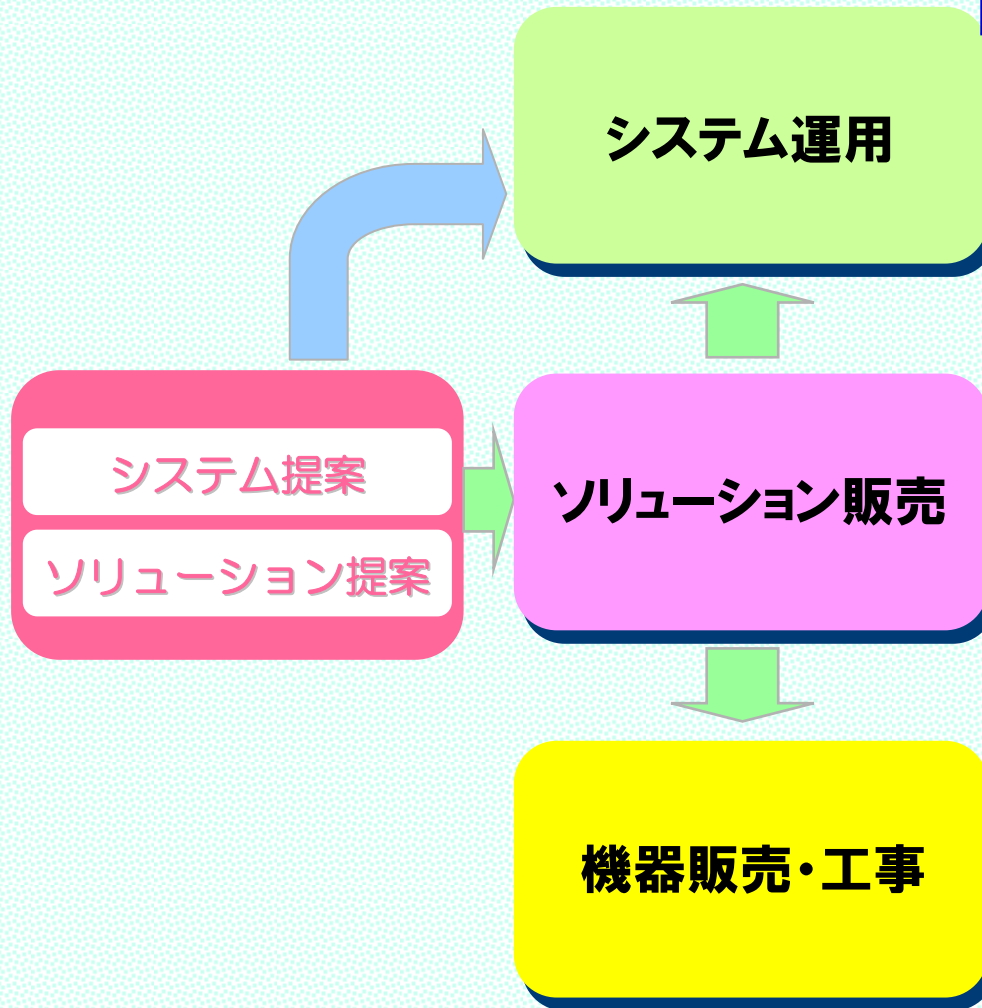 システム運用
システム提案
ソリューション提案
ソリューション販売
機器販売・工事